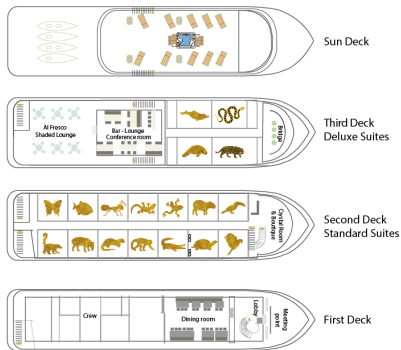 Sun Deck
Al Fresco
Shaded Lounge
Bar - Lounge
Conference room
Bridge
Third Deck
Deluxe Suites
Crystal Room
& Boutique
Second Deck
Standard Suites
Crew
Dining room
Lobby
Meeting
point
First Deck